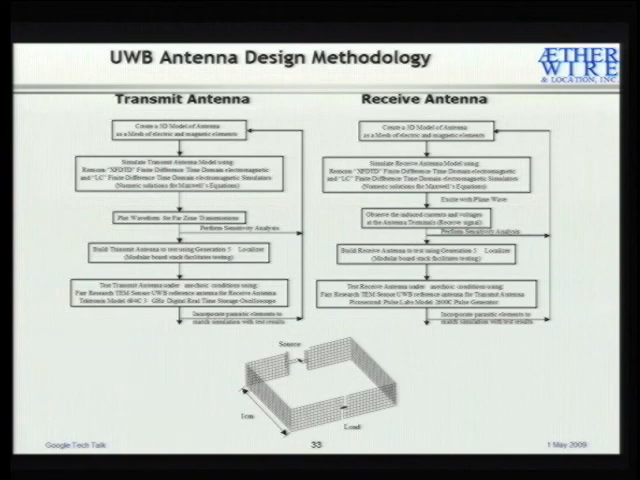 UWB Antenna Design Methodology
ÆTHER
WIRE
& LOCATION, INC
Transmit Antenna
Create a 3D Model of Antenna
as a Mesh of electric and magnetic elements
Simulate Transmit Antenna Model using:
Remcom "XFDTD" Finite Difference Time Domain electromagnetic
and "LC" Finite Difference Time Domain electromagnetic Simulators
(Numeric solutions for Maxwell's Equations)
Plot Waveform for Far Zone Transmissions
Perform Sensitivity Analysis
Build Transmit Antenna to test using Generation 5 Localizer
(Modular board stack facilitates testing)
Test Transmit Antenna under anechoic conditions using:
Farr Research TEM Sensor UWB reference antenna for Receive Antenna
Tektronix Model 694C 3 GHz Digital Real Time Storage Oscilloscope
Incorporate parasitic elements to
match simulation with test results
Receive Antenna
Create a 3D Model of Antenna
as a Mesh of electric and magnetic elements
Simulate Receive Antenna Model using:
Remcom "XFDTD" Finite Difference Time Domain electromagnetic
and "LC" Finite Difference Time Domain electromagnetic Simulators
(Numeric solutions for Maxwell's Equations)
Excite with Plane Wave
Observe the induced currents and voltages
at the Antenna Terminals (Receive signal)
Perform Sensitivity Analysis
Build Receive Antenna to test using Generation 5 Localizer
(Modular board stack facilitates testing)
Test Receive Antenna under anechoic conditions using:
Farr Research TEM Sensor UWB reference antenna for Transmit Antenna
Picosecond Pulse Labs Model 2600C Pulse Generator
Incorporate parasitic elements to
match simulation with test results
Source
1cm
Load
Google Tech Talk
33
1 May 2009